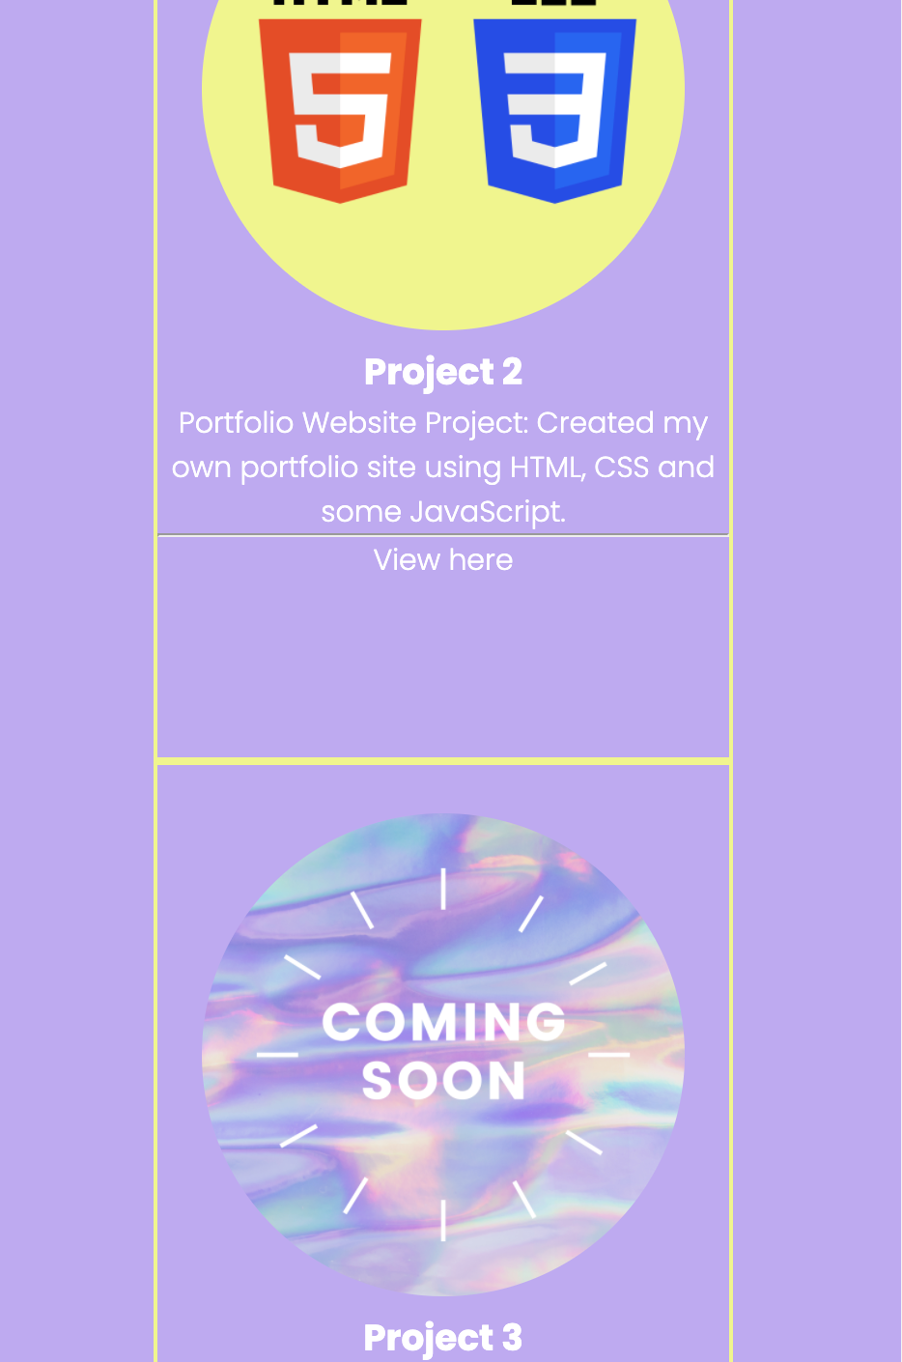 5 3
Project 2
Portfolio Website Project: Created my
own portfolio site using HTML, CSS and
some JavaScript.
View here
COMING
SOON
Project 3